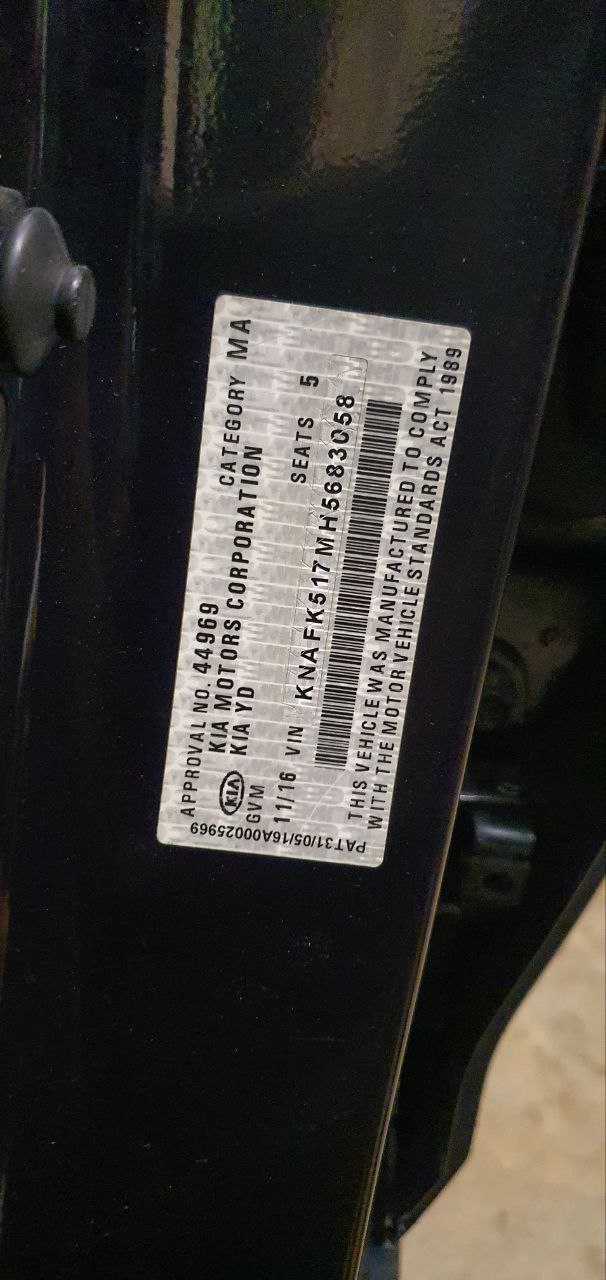 APPROVAL NO. 44969 CATEGORY MA
KIA MOTORS CORPORATION
KIA KIA YD
GVM SEATS 5
11/16 VIN KNAFK517MH5683058
THIS VEHICLE WAS MANUFACTURED TO COMPLY
WITH THE MOTOR VEHICLE STANDARDS ACT 1989
PAT31/05/16A00025969